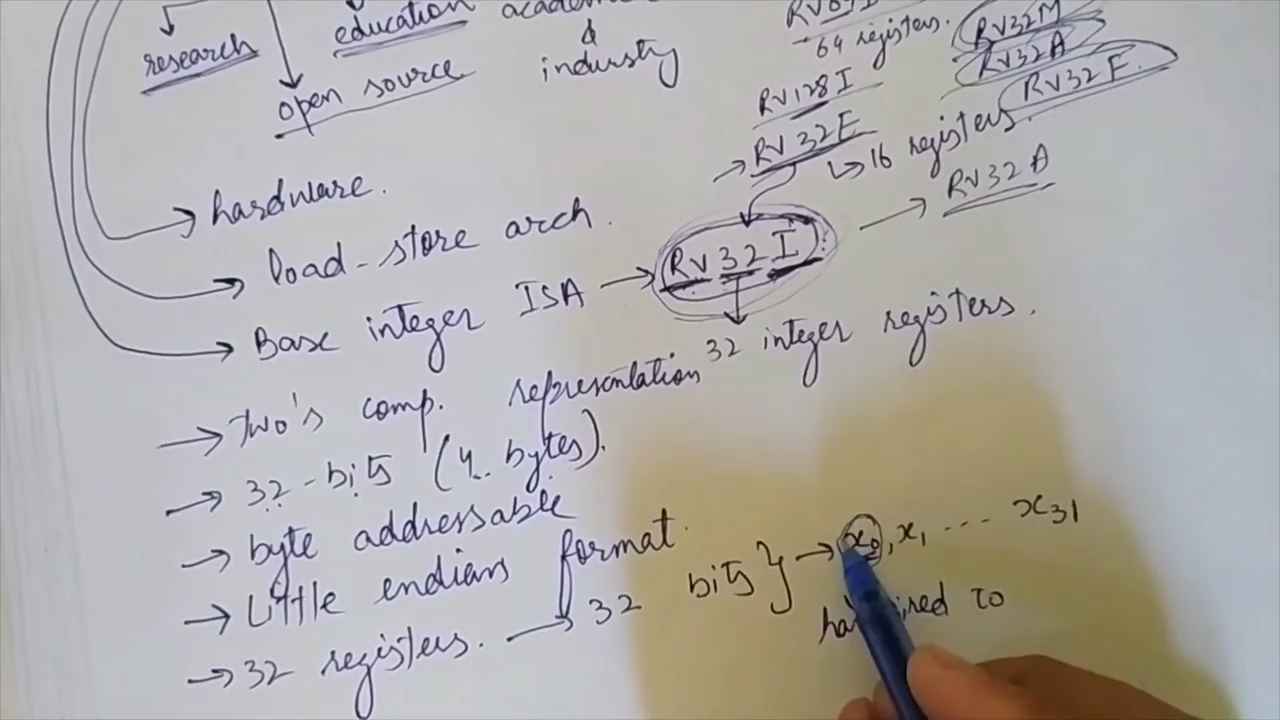 research
education
open source
&
industry
64 registers.
RV128I
RV32E
16 registers.
RV32M
RV32A
RV32F.
RV32A
hardware.
load-store arch.
Base integer ISA → RV32I
32 integer registers.
Two's comp. representation
32-bits (4 bytes).
byte addressable
Little endian format.
32 registers. → 32 bits } → x0, x1 --- x31
to